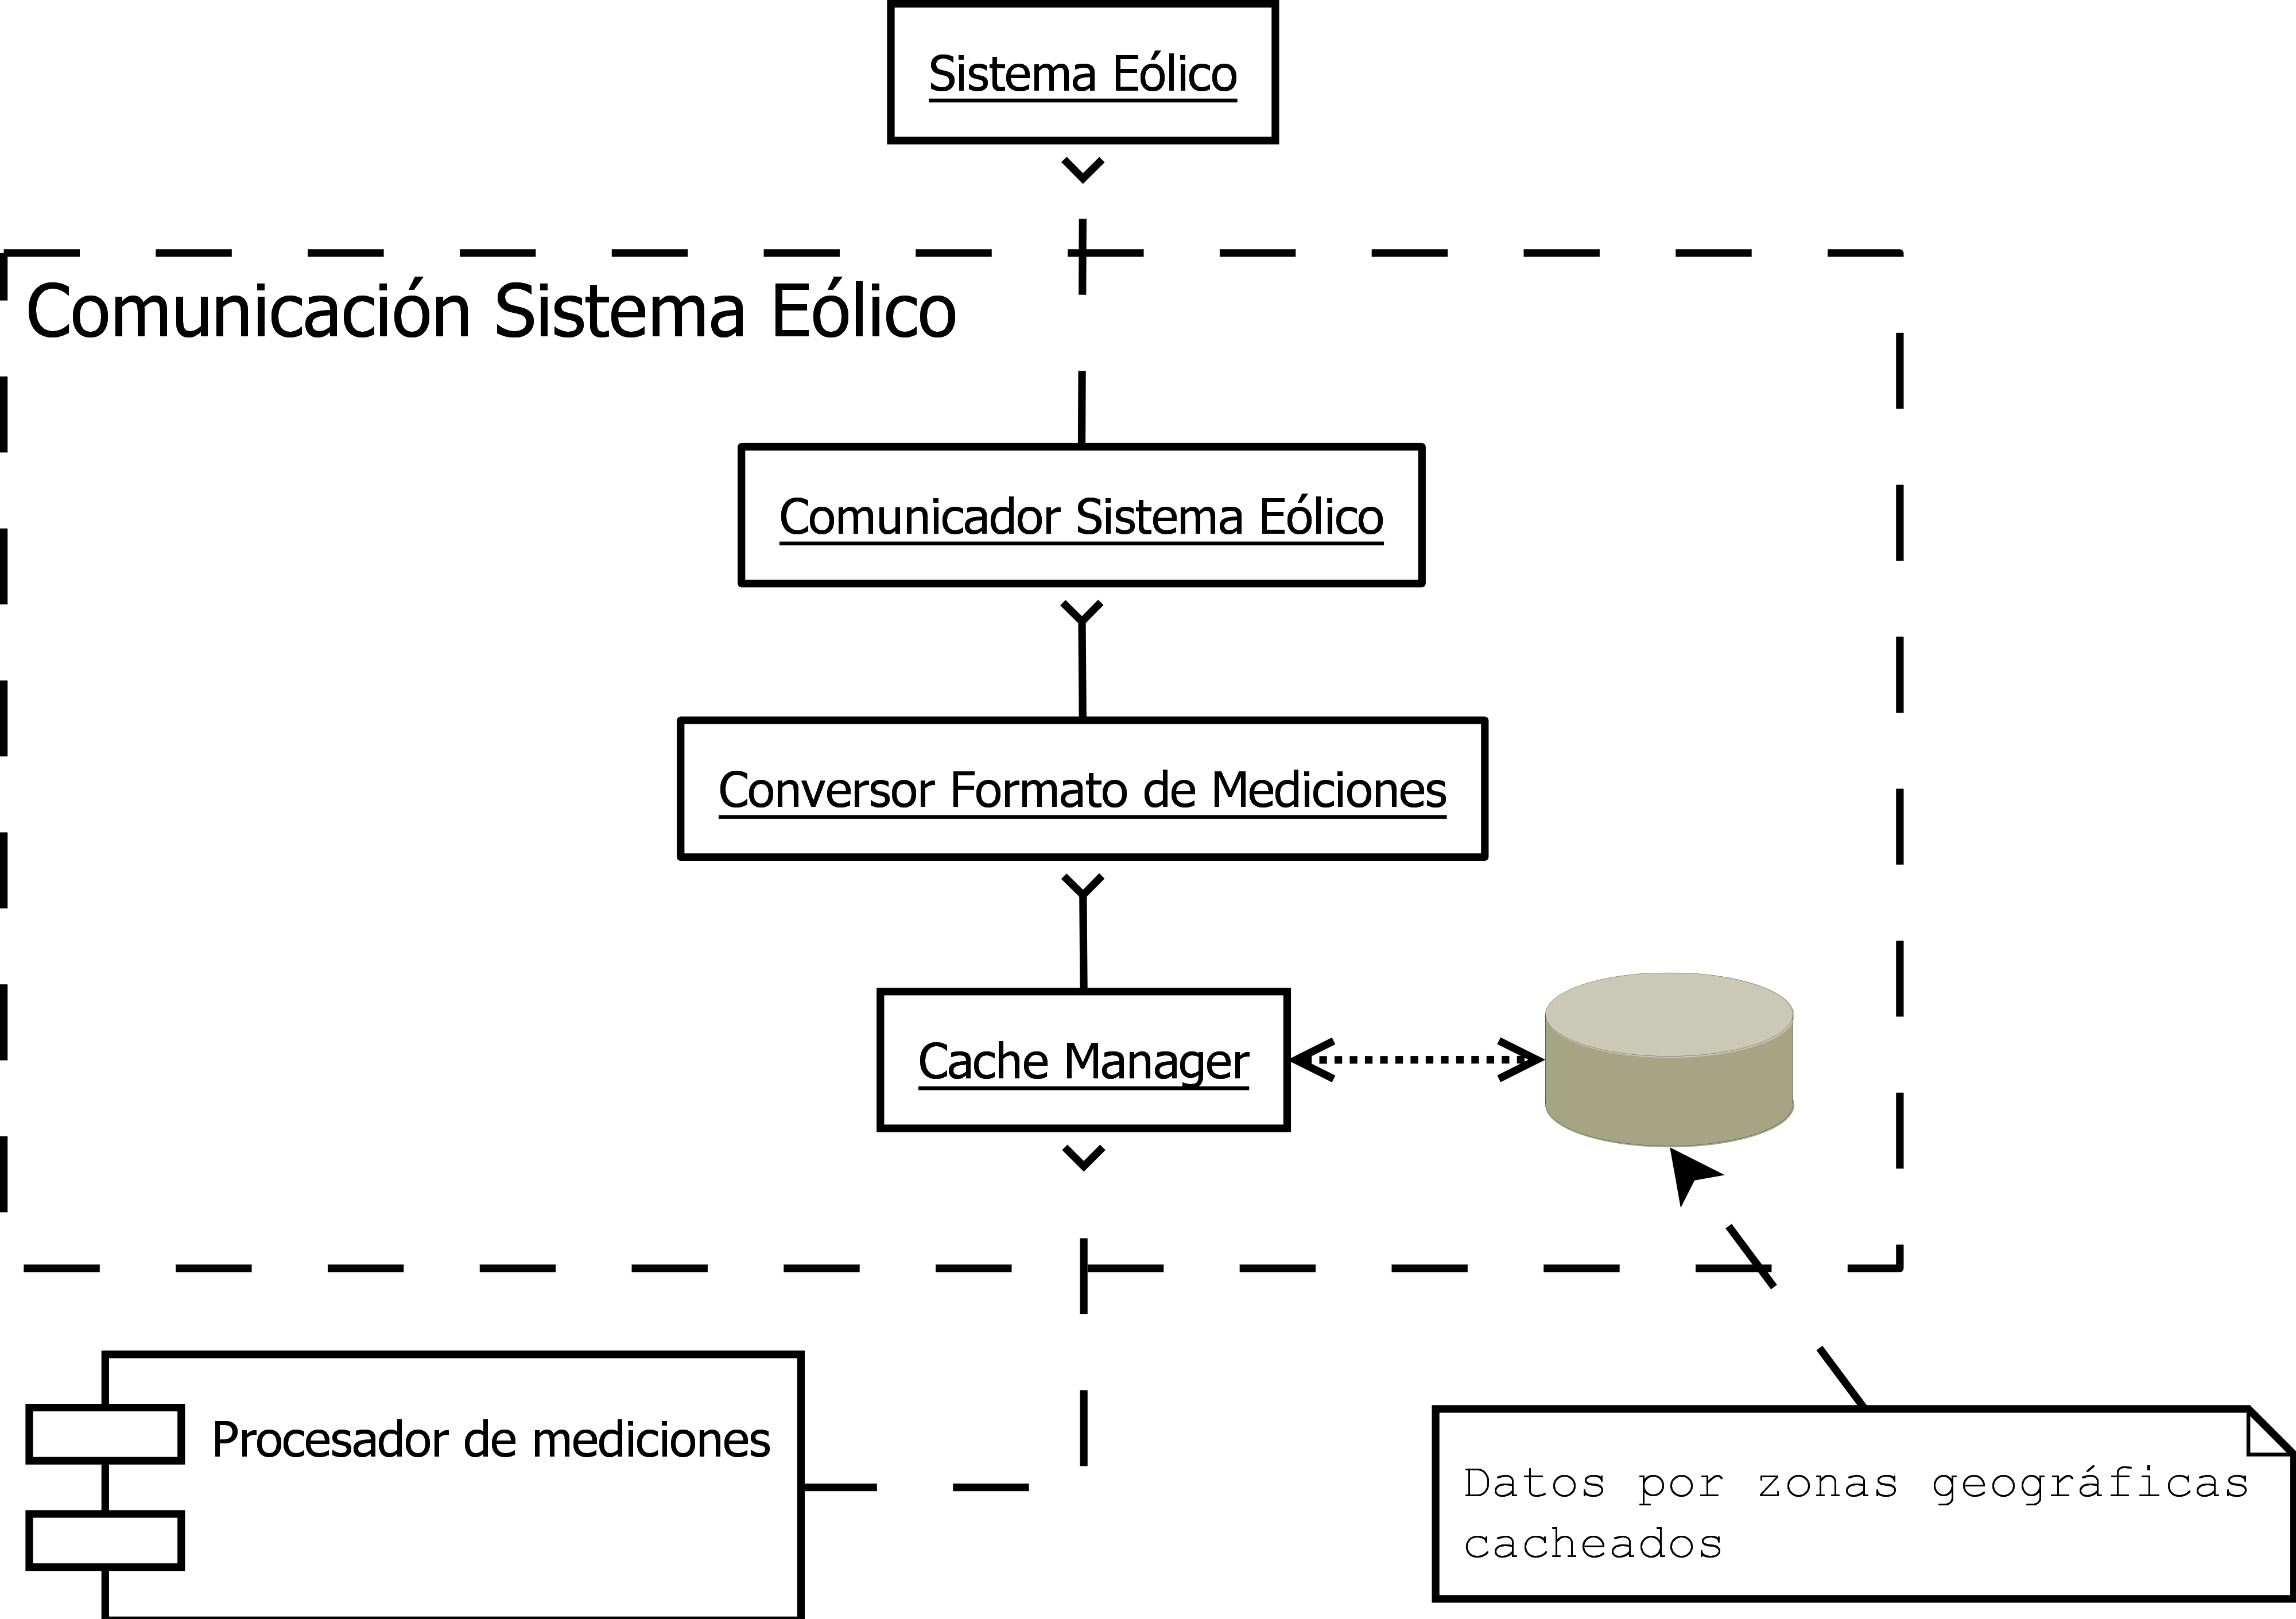 Sistema Eólico
Comunicación Sistema Eólico
Comunicador Sistema Eólico
Conversor Formato de Mediciones
Cache Manager
Procesador de mediciones
Datos por zonas geográficas
cacheados